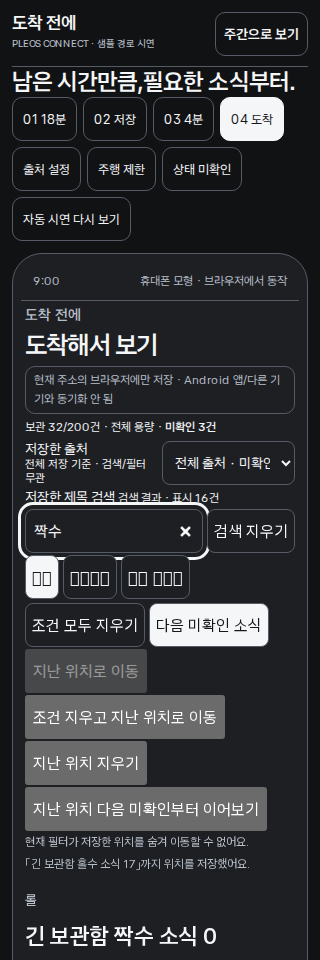 도착 전에
PLEOS CONNECT · 샘플 경로 시연
주간으로 보기
남은 시간만큼,필요한 소식부터.
01 18분
02 저장
03 4분
04 도착
출처 설정
주행 제한
상태 미확인
자동 시연 다시 보기
9:00
휴대폰 모형 · 브라우저에서 동작
도착 전에
도착해서 보기
현재 주소의 브라우저에만 저장 · Android 앱/다른 기
기와 동기화 안 됨
보관 32/200건 · 전체 용량 · 미확인 3건
저장한 출처
전체 저장 기준 · 검색/필터
무관
전체 출처 · 미확인
저장한 제목 검색 검색 결과 · 표시 16건
짝수
검색 지우기
조건 모두 지우기
다음 미확인 소식
지난 위치로 이동
조건 지우고 지난 위치로 이동
지난 위치 지우기
지난 위치 다음 미확인부터 이어보기
현재 필터가 저장한 위치를 숨겨 이동할 수 없어요.
「긴 보관함 홀수 소식 17」까지 위치를 저장했어요.
롤
긴 보관함 짝수 소식 0